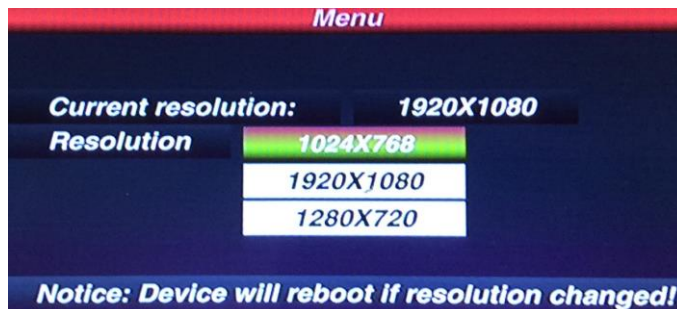 Menu
Current resolution: 1920X1080
Resolution 1024X768
1920X1080
1280X720
Notice: Device will reboot if resolution changed!